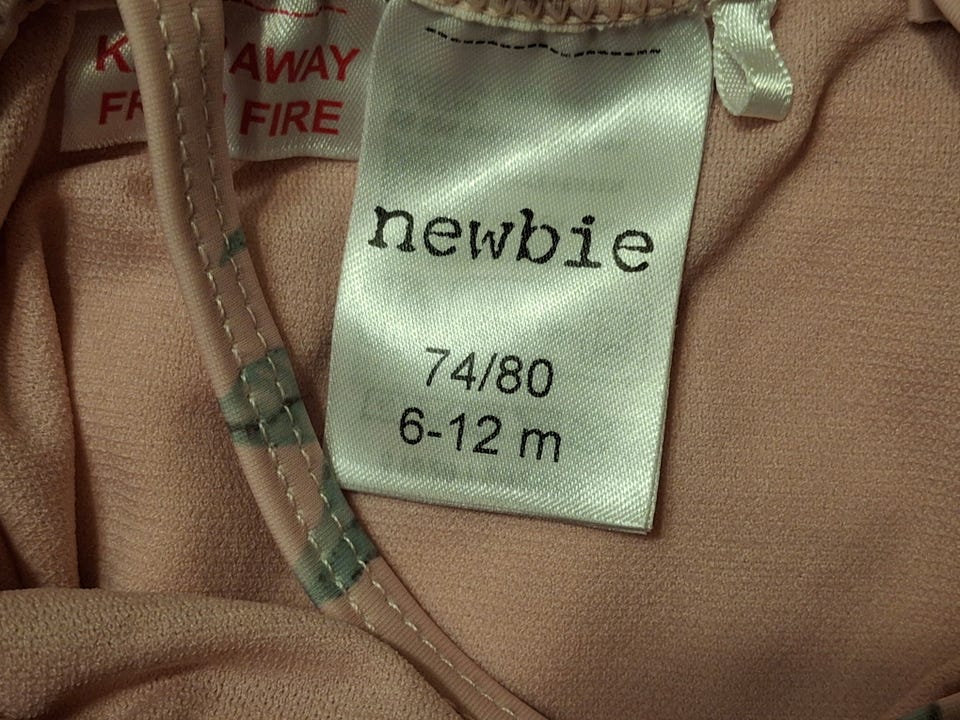 AWAY
FIRE
newbie
74/80
6-12 m